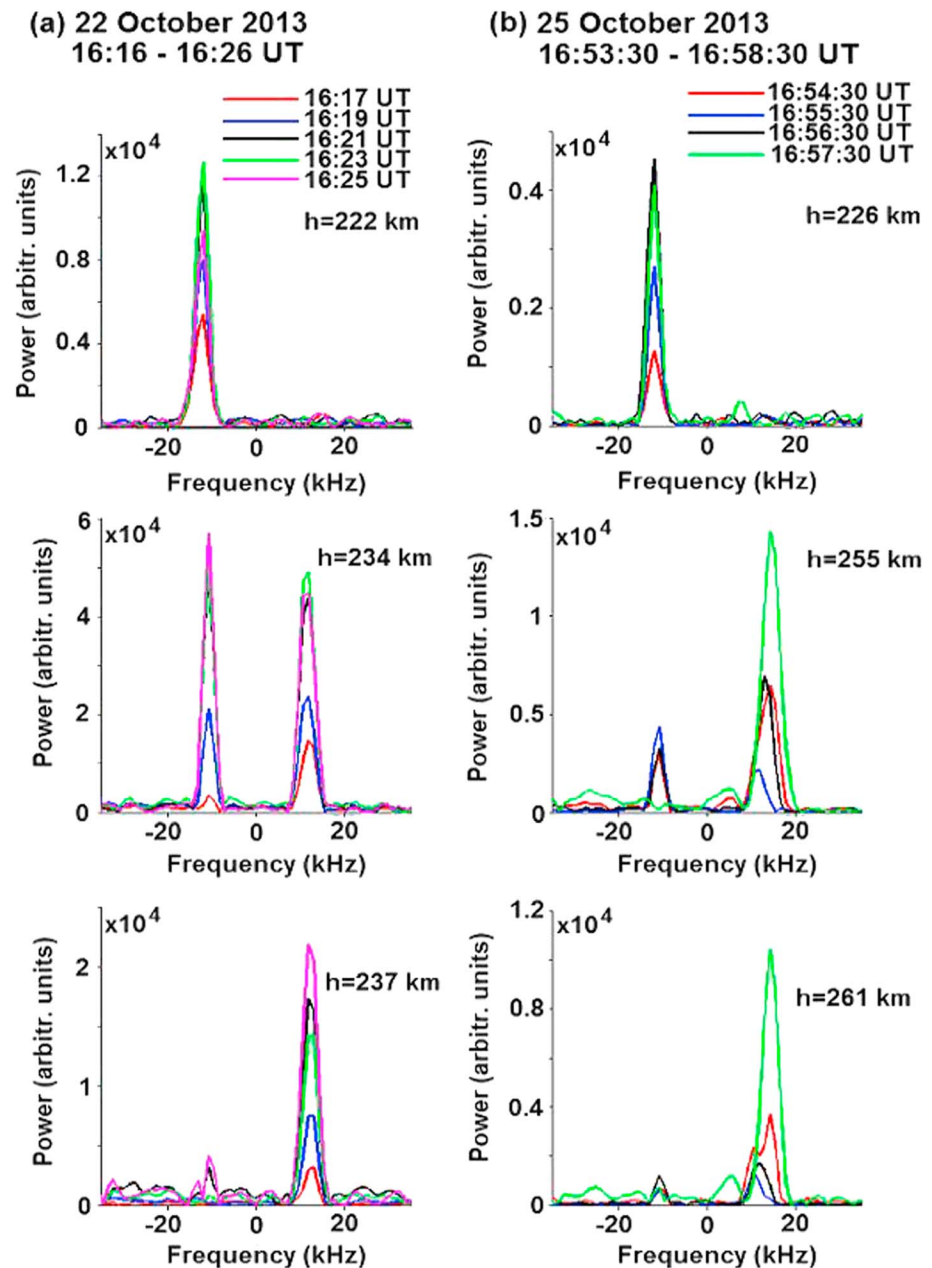 (a) 22 October 2013
16:16 - 16:26 UT
16:17 UT
16:19 UT
16:21 UT
16:23 UT
16:25 UT
x10^4
1.2
0.8
0.4
0
h=222 km
Power (arbitr. units)
-20 0 20
Frequency (kHz)
x10^4
6
4
2
0
h=234 km
Power (arbitr. units)
-20 0 20
Frequency (kHz)
x10^4
2
1
0
h=237 km
Power (arbitr. units)
-20 0 20
Frequency (kHz)
(b) 25 October 2013
16:53:30 - 16:58:30 UT
16:54:30 UT
16:55:30 UT
16:56:30 UT
16:57:30 UT
x10^4
0.4
0.2
0
h=226 km
Power (arbitr. units)
-20 0 20
Frequency (kHz)
1.5
x10^4
1
0.5
0
h=255 km
Power (arbitr. units)
-20 0 20
Frequency (kHz)
1.2
x10^4
0.8
0.4
0
h=261 km
Power (arbitr. units)
-20 0 20
Frequency (kHz)